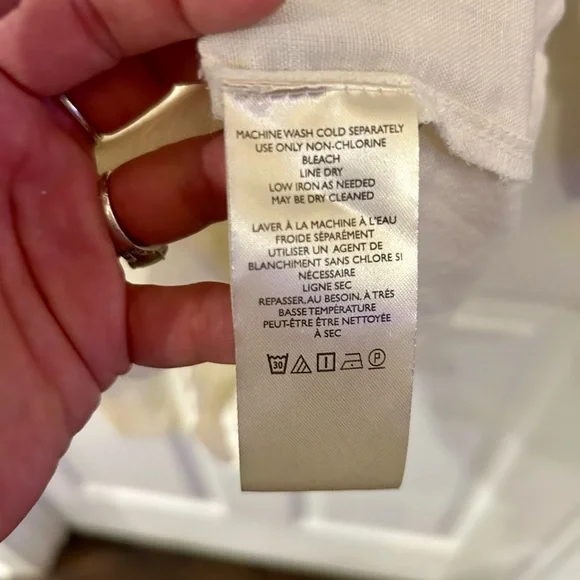 MACHINE WASH COLD SEPARATELY
USE ONLY NON-CHLORINE
BLEACH
LINE DRY
LOW IRON AS NEEDED
MAY BE DRY CLEANED
LAVER À LA MACHINE À L'EAU
FROIDE SÉPARÉMENT
UTILISER UN AGENT DE
BLANCHIMENT SANS CHLORE SI
NÉCESSAIRE
LIGNE SEC
REPASSER, AU BESOIN, À TRÈS
BASSE TEMPÉRATURE
PEUT-ÊTRE ÊTRE NETTOYÉE
À SEC
30 P